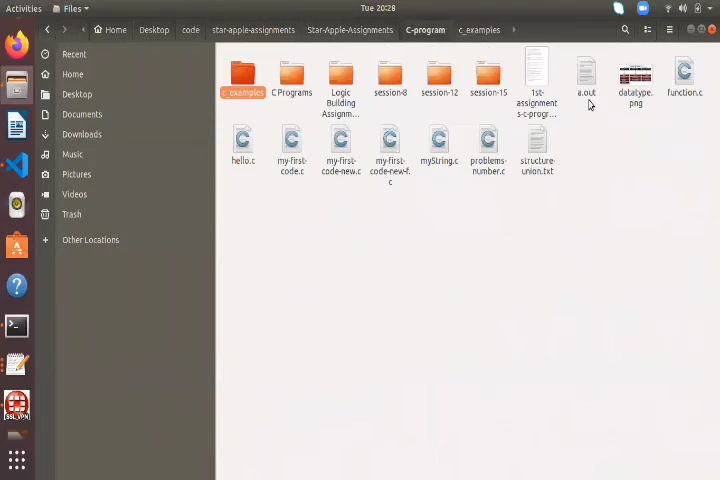 Activities
Files
Tue 20:28
Home
Desktop
code
star-apple-assignments
Star-Apple-Assignments
C-program
c_examples
Recent
Home
Desktop
Documents
Downloads
Music
Pictures
Videos
Trash
Other Locations
c_examples
C Programs
Logic
Building
Assignm...
session-8
session-12
session-15
1st-
assignment
s-c-progr...
a.out
datatype.
png
function.c
hello.c
my-first-
code.c
my-first-
code-new.c
my-first-
code-new-f.
c
myString.c
problems-
number.c
structure-
union.txt
[SSL_VPN]